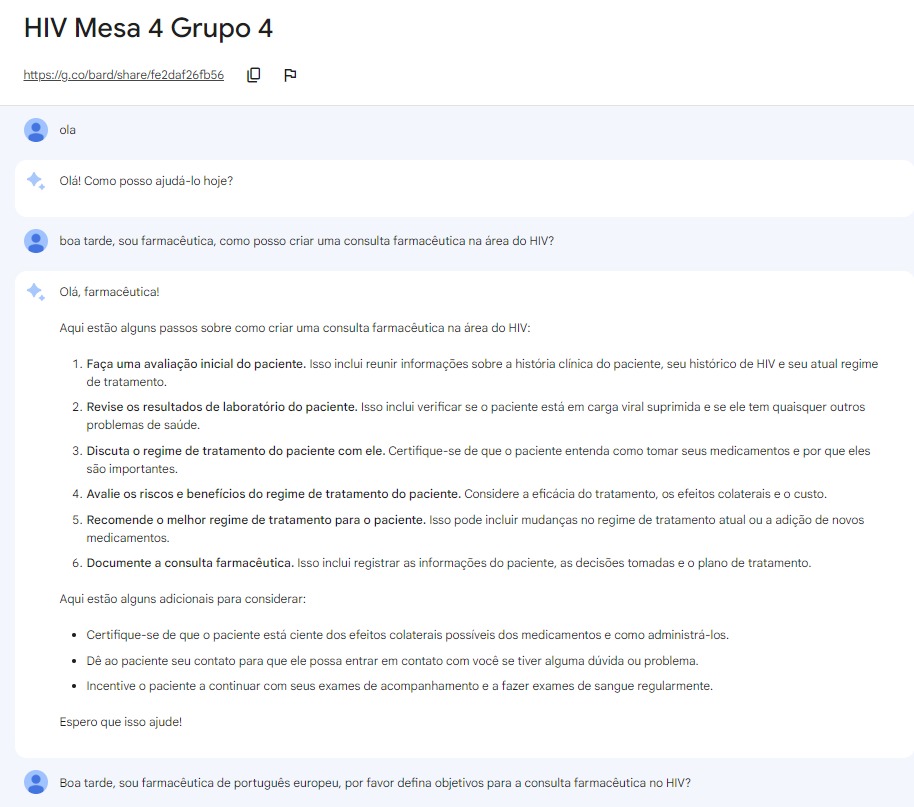 HIV Mesa 4 Grupo 4
https://g.co/bard/share/fe2daf26fb56
ola
Olá! Como posso ajudá-lo hoje?
boa tarde, sou farmacêutica, como posso criar uma consulta farmacêutica na área do HIV?
Olá, farmacêutica!
Aqui estão alguns passos sobre como criar uma consulta farmacêutica na área do HIV:
1. Faça uma avaliação inicial do paciente. Isso inclui reunir informações sobre a história clínica do paciente, seu histórico de HIV e seu atual regime
de tratamento.
2. Revise os resultados de laboratório do paciente. Isso inclui verificar se o paciente está em carga viral suprimida e se ele tem quaisquer outros
problemas de saúde.
3. Discuta o regime de tratamento do paciente com ele. Certifique-se de que o paciente entenda como tomar seus medicamentos e por que eles
são importantes.
4. Avalie os riscos e benefícios do regime de tratamento do paciente. Considere a eficácia do tratamento, os efeitos colaterais e o custo.
5. Recomende o melhor regime de tratamento para o paciente. Isso pode incluir mudanças no regime de tratamento atual ou a adição de novos
medicamentos.
6. Documente a consulta farmacêutica. Isso inclui registrar as informações do paciente, as decisões tomadas e o plano de tratamento.
Aqui estão alguns adicionais para considerar:
• Certifique-se de que o paciente está ciente dos efeitos colaterais possíveis dos medicamentos e como administrá-los.
• Dê ao paciente seu contato para que ele possa entrar em contato com você se tiver alguma dúvida ou problema.
• Incentive o paciente a continuar com seus exames de acompanhamento e a fazer exames de sangue regularmente.
Espero que isso ajude!
Boa tarde, sou farmacêutica de português europeu, por favor defina objetivos para a consulta farmacêutica no HIV?